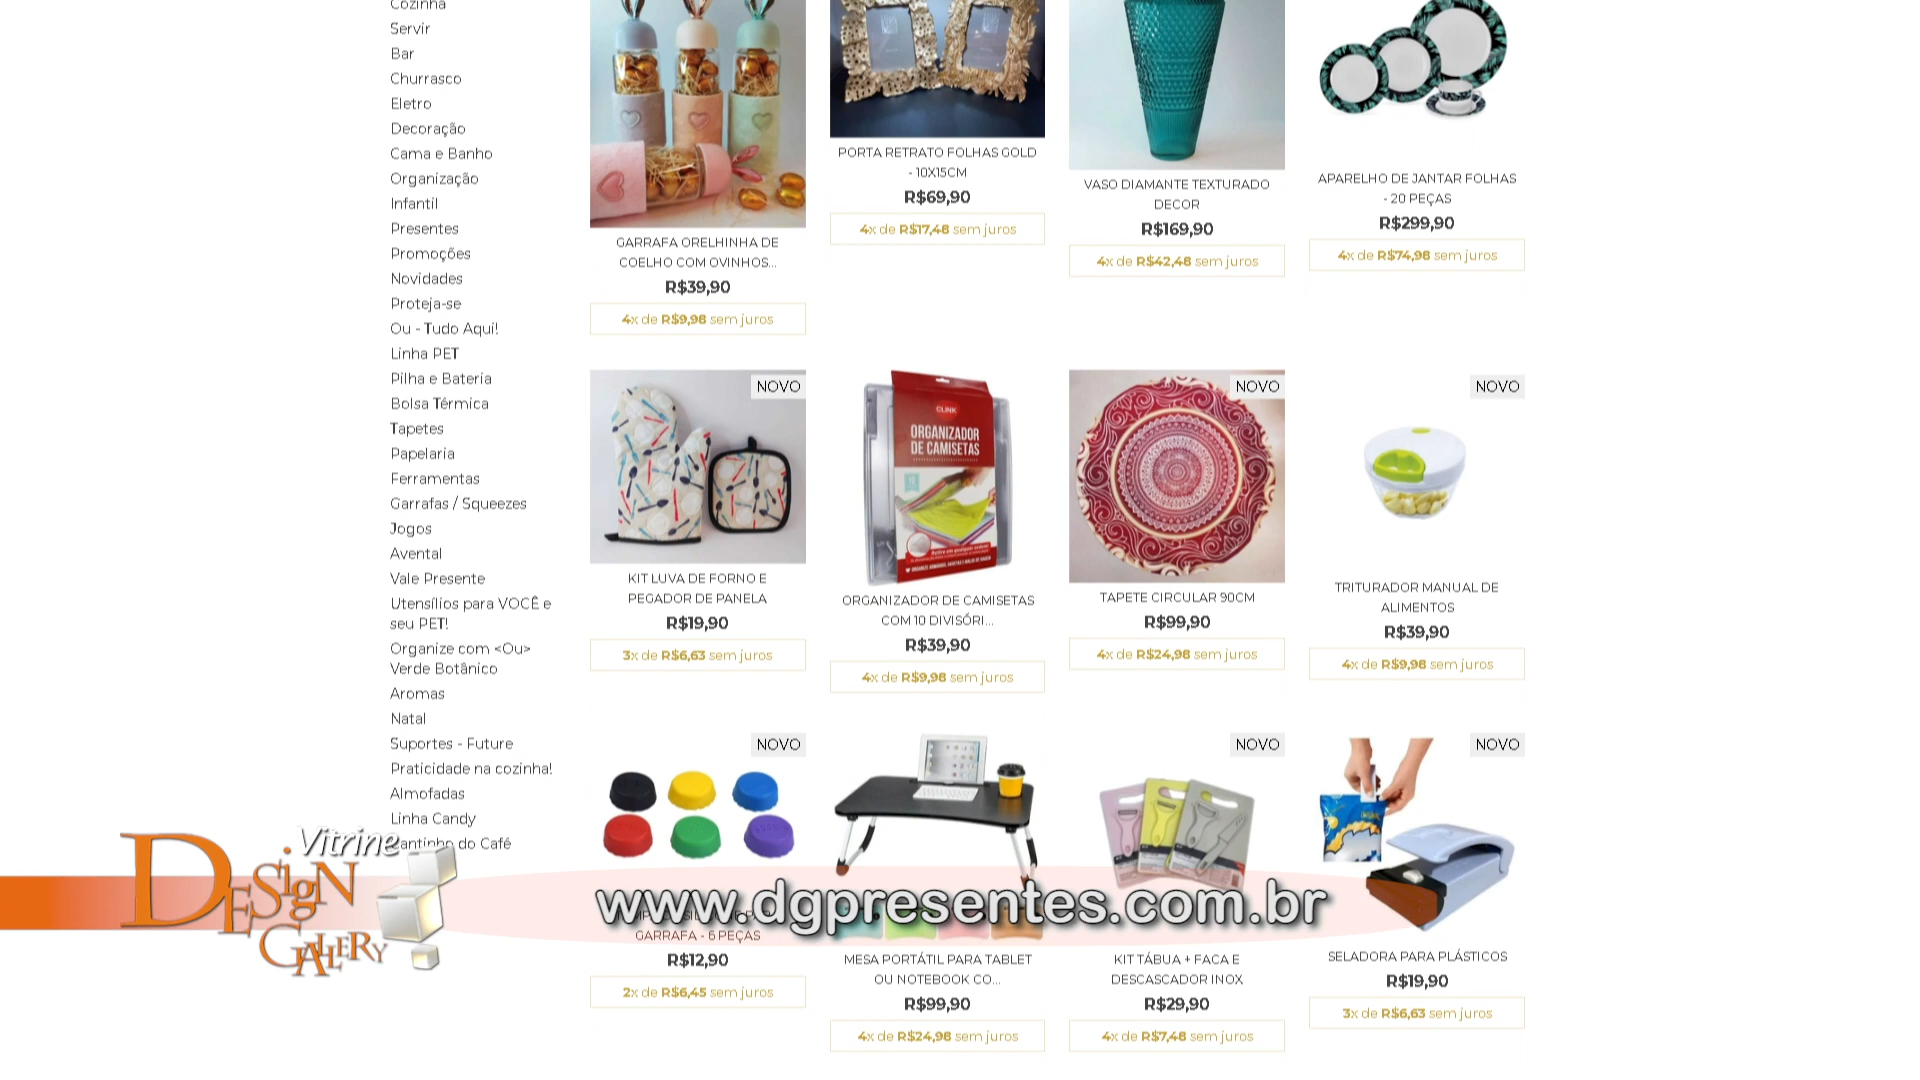 Cozinha
Servir
Bar
Churrasco
Eletro
Decoração
Cama e Banho
Organização
Infantil
Presentes
Promoções
Novidades
Proteja-se
Ou - Tudo Aqui!
Linha PET
Pilha e Bateria
Bolsa Térmica
Tapetes
Papelaria
Ferramentas
Garrafas / Squeezes
Jogos
Avental
Vale Presente
Utensílios para VOCÊ e
seu PET!
Organize com <Ou>
Verde Botânico
Aromas
Natal
Suportes - Future
Praticidade na cozinha!
Almofadas
Linha Candy
Cantinho do Café
GARRAFA ORELHINHA DE
COELHO COM OVINHOS...
R$39,90
4x de R$9,98 sem juros
PORTA RETRATO FOLHAS GOLD
- 10X15CM
R$69,90
4x de R$17,48 sem juros
VASO DIAMANTE TEXTURADO
DECOR
R$169,90
4x de R$42,48 sem juros
APARELHO DE JANTAR FOLHAS
- 20 PEÇAS
R$299,90
4x de R$74,98 sem juros
NOVO
KIT LUVA DE FORNO E
PEGADOR DE PANELA
R$19,90
3x de R$6,63 sem juros
CLINK
ORGANIZADOR
DE CAMISETAS
ORGANIZADOR DE CAMISETAS
COM 10 DIVISÓRI...
R$39,90
4x de R$9,98 sem juros
NOVO
TAPETE CIRCULAR 90CM
R$99,90
4x de R$24,98 sem juros
NOVO
TRITURADOR MANUAL DE
ALIMENTOS
R$39,90
4x de R$9,98 sem juros
NOVO
GARRAFA - 6 PEÇAS
R$12,90
2x de R$6,45 sem juros
MESA PORTÁTIL PARA TABLET
OU NOTEBOOK CO...
R$99,90
4x de R$24,98 sem juros
NOVO
KIT TÁBUA + FACA E
DESCASCADOR INOX
R$29,90
4x de R$7,48 sem juros
NOVO
SELADORA PARA PLÁSTICOS
R$19,90
3x de R$6,63 sem juros
Vitrine
DESiGN
GALERY
www.dgpresentes.com.br